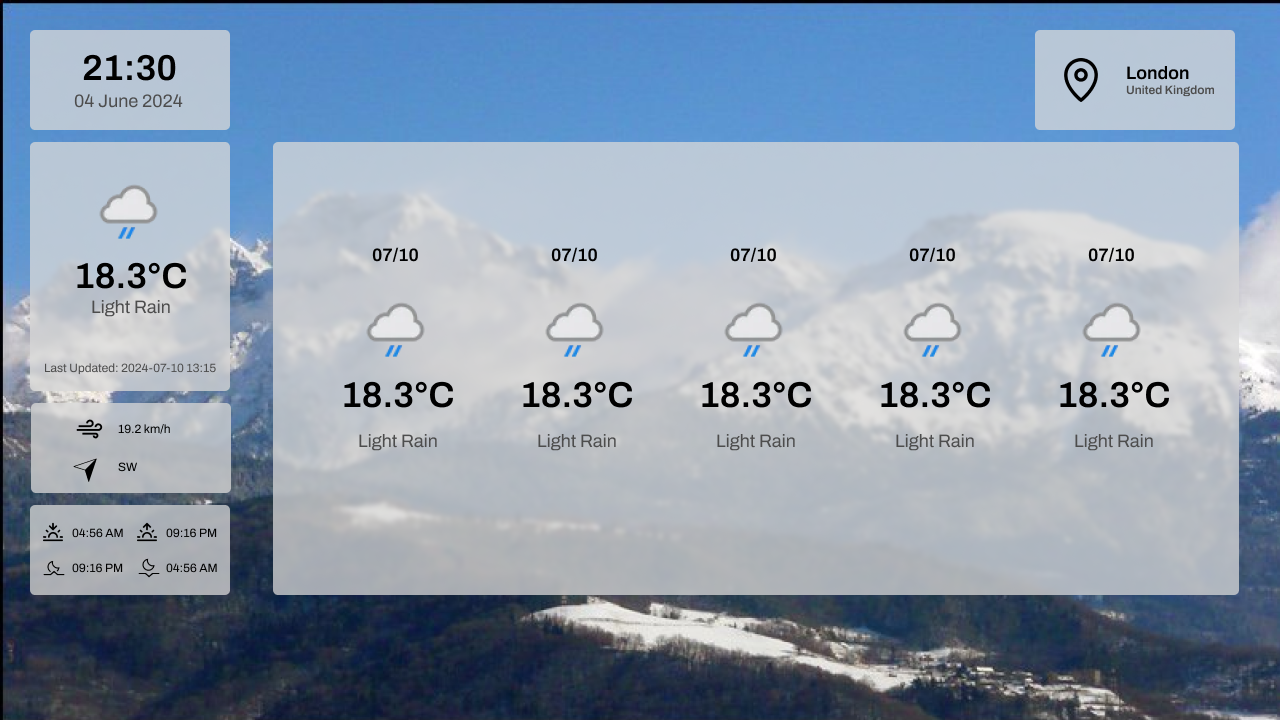 21:30
04 June 2024
London
United Kingdom
18.3°C
Light Rain
Last Updated: 2024-07-10 13:15
19.2 km/h
SW
04:56 AM 09:16 PM
09:16 PM 04:56 AM
07/10 07/10 07/10 07/10 07/10
18.3°C 18.3°C 18.3°C 18.3°C 18.3°C
Light Rain Light Rain Light Rain Light Rain Light Rain